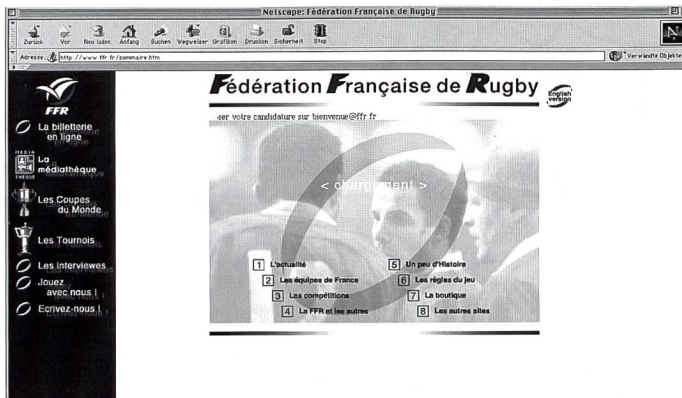 Netscape: Fédération Française de Rugby
Zurück Vor Neu laden Anfang Suchen Wegweiser Grafiken Drucken Sicherheit Stop
N
Adresse: http://www.ffr.fr/sommaire.htm Verwandte Objekte
Fédération Française de Rugby
English version
FFR
ser votre candidature sur bienvenue@ffr.fr
La billetterie
en ligne
MEDIA
THEQUE
La
médiathèque
Les Coupes
du Monde
Les Tournois
Les interviewes
Jouez
avec nous !
Ecrivez-nous !
< chargement >
1 L'actualité
2 Les équipes de France
3 Les compétitions
4 La FFR et les autres
5 Un peu d'Histoire
6 Les règles du jeu
7 La boutique
8 Les autres sites